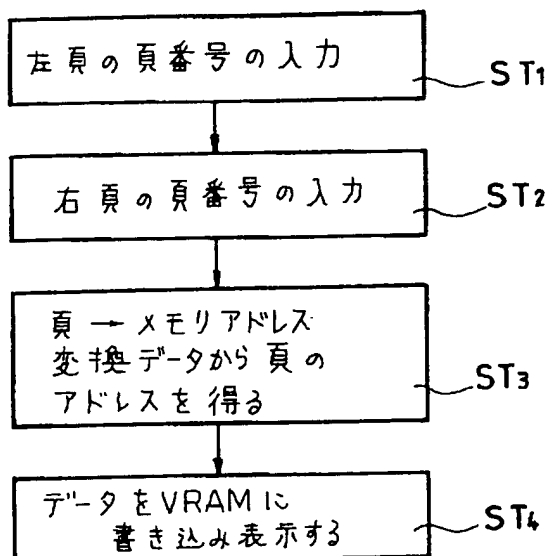 左頁の頁番号の入力
ST1
右頁の頁番号の入力
ST2
頁→メモリアドレス
変換データから頁の
アドレスを得る
ST3
データをVRAMに
書き込み表示する
ST4